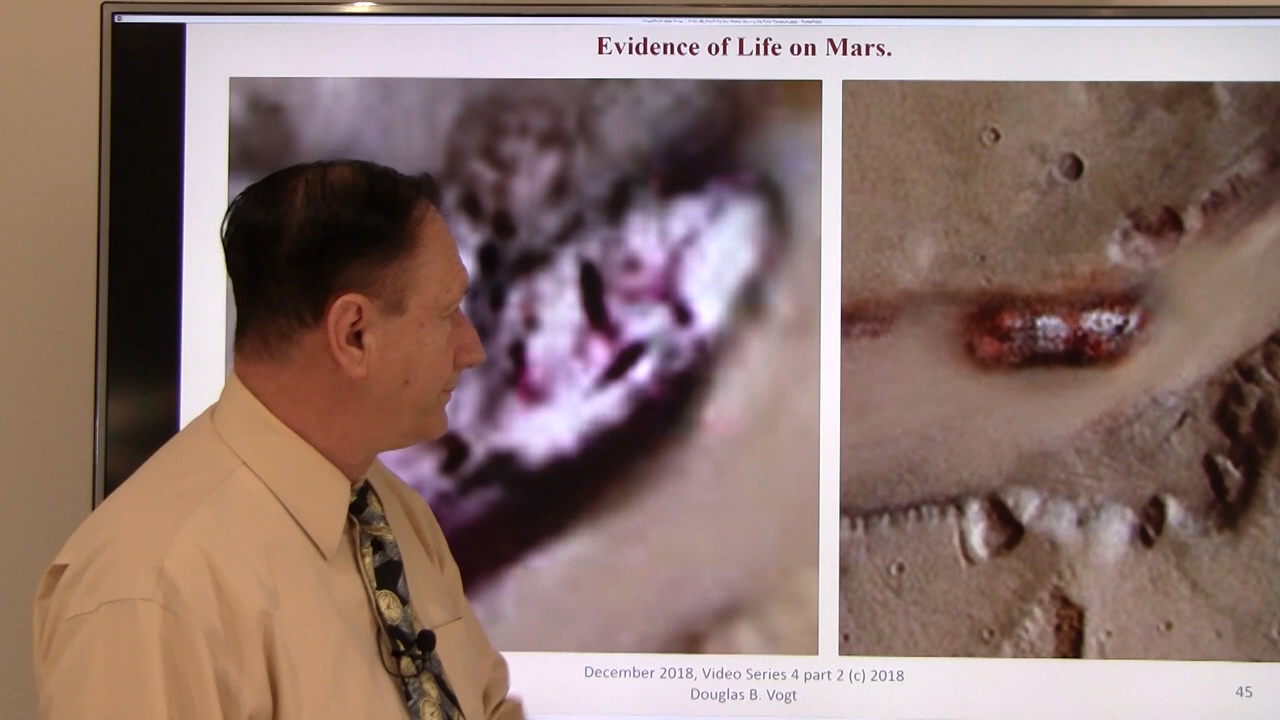 Evidence of Life on Mars.
December 2018, Video Series 4 part 2 (c) 2018
Douglas B. Vogt
45